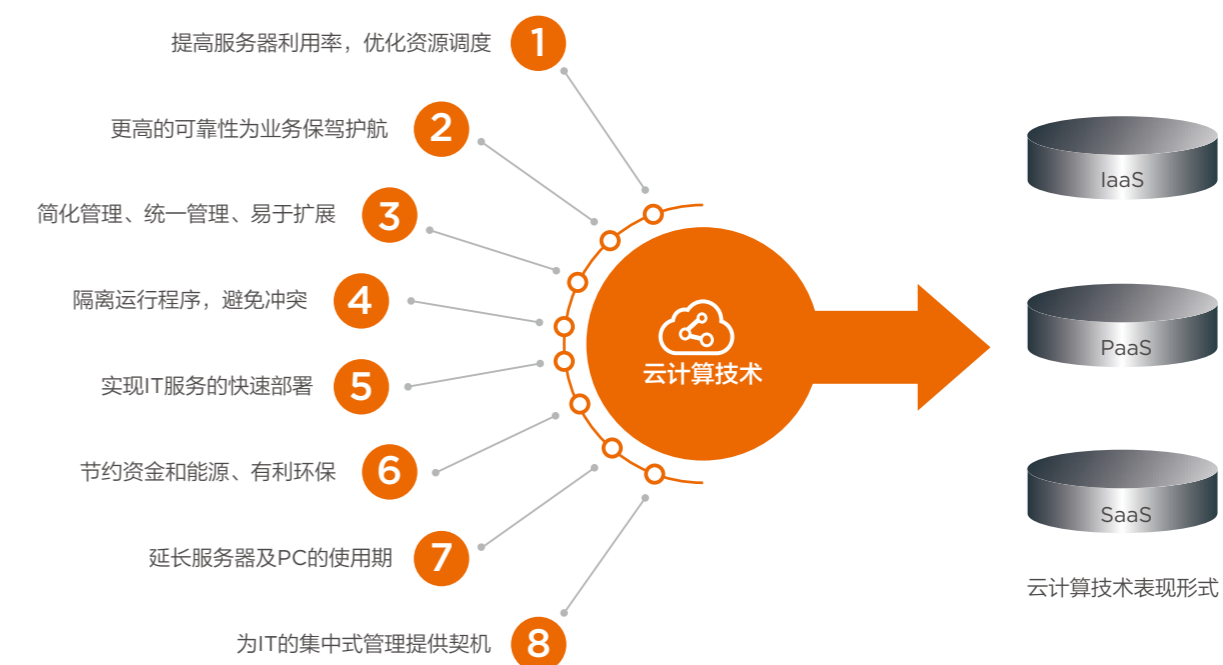 提高服务器利用率，优化资源调度 1
更高的可靠性为业务保驾护航 2
简化管理、统一管理、易于扩展 3
隔离运行程序，避免冲突 4
实现IT服务的快速部署 5
节约资金和能源、有利环保 6
延长服务器及PC的使用期 7
为IT的集中式管理提供契机 8
云计算技术
IaaS
PaaS
SaaS
云计算技术表现形式